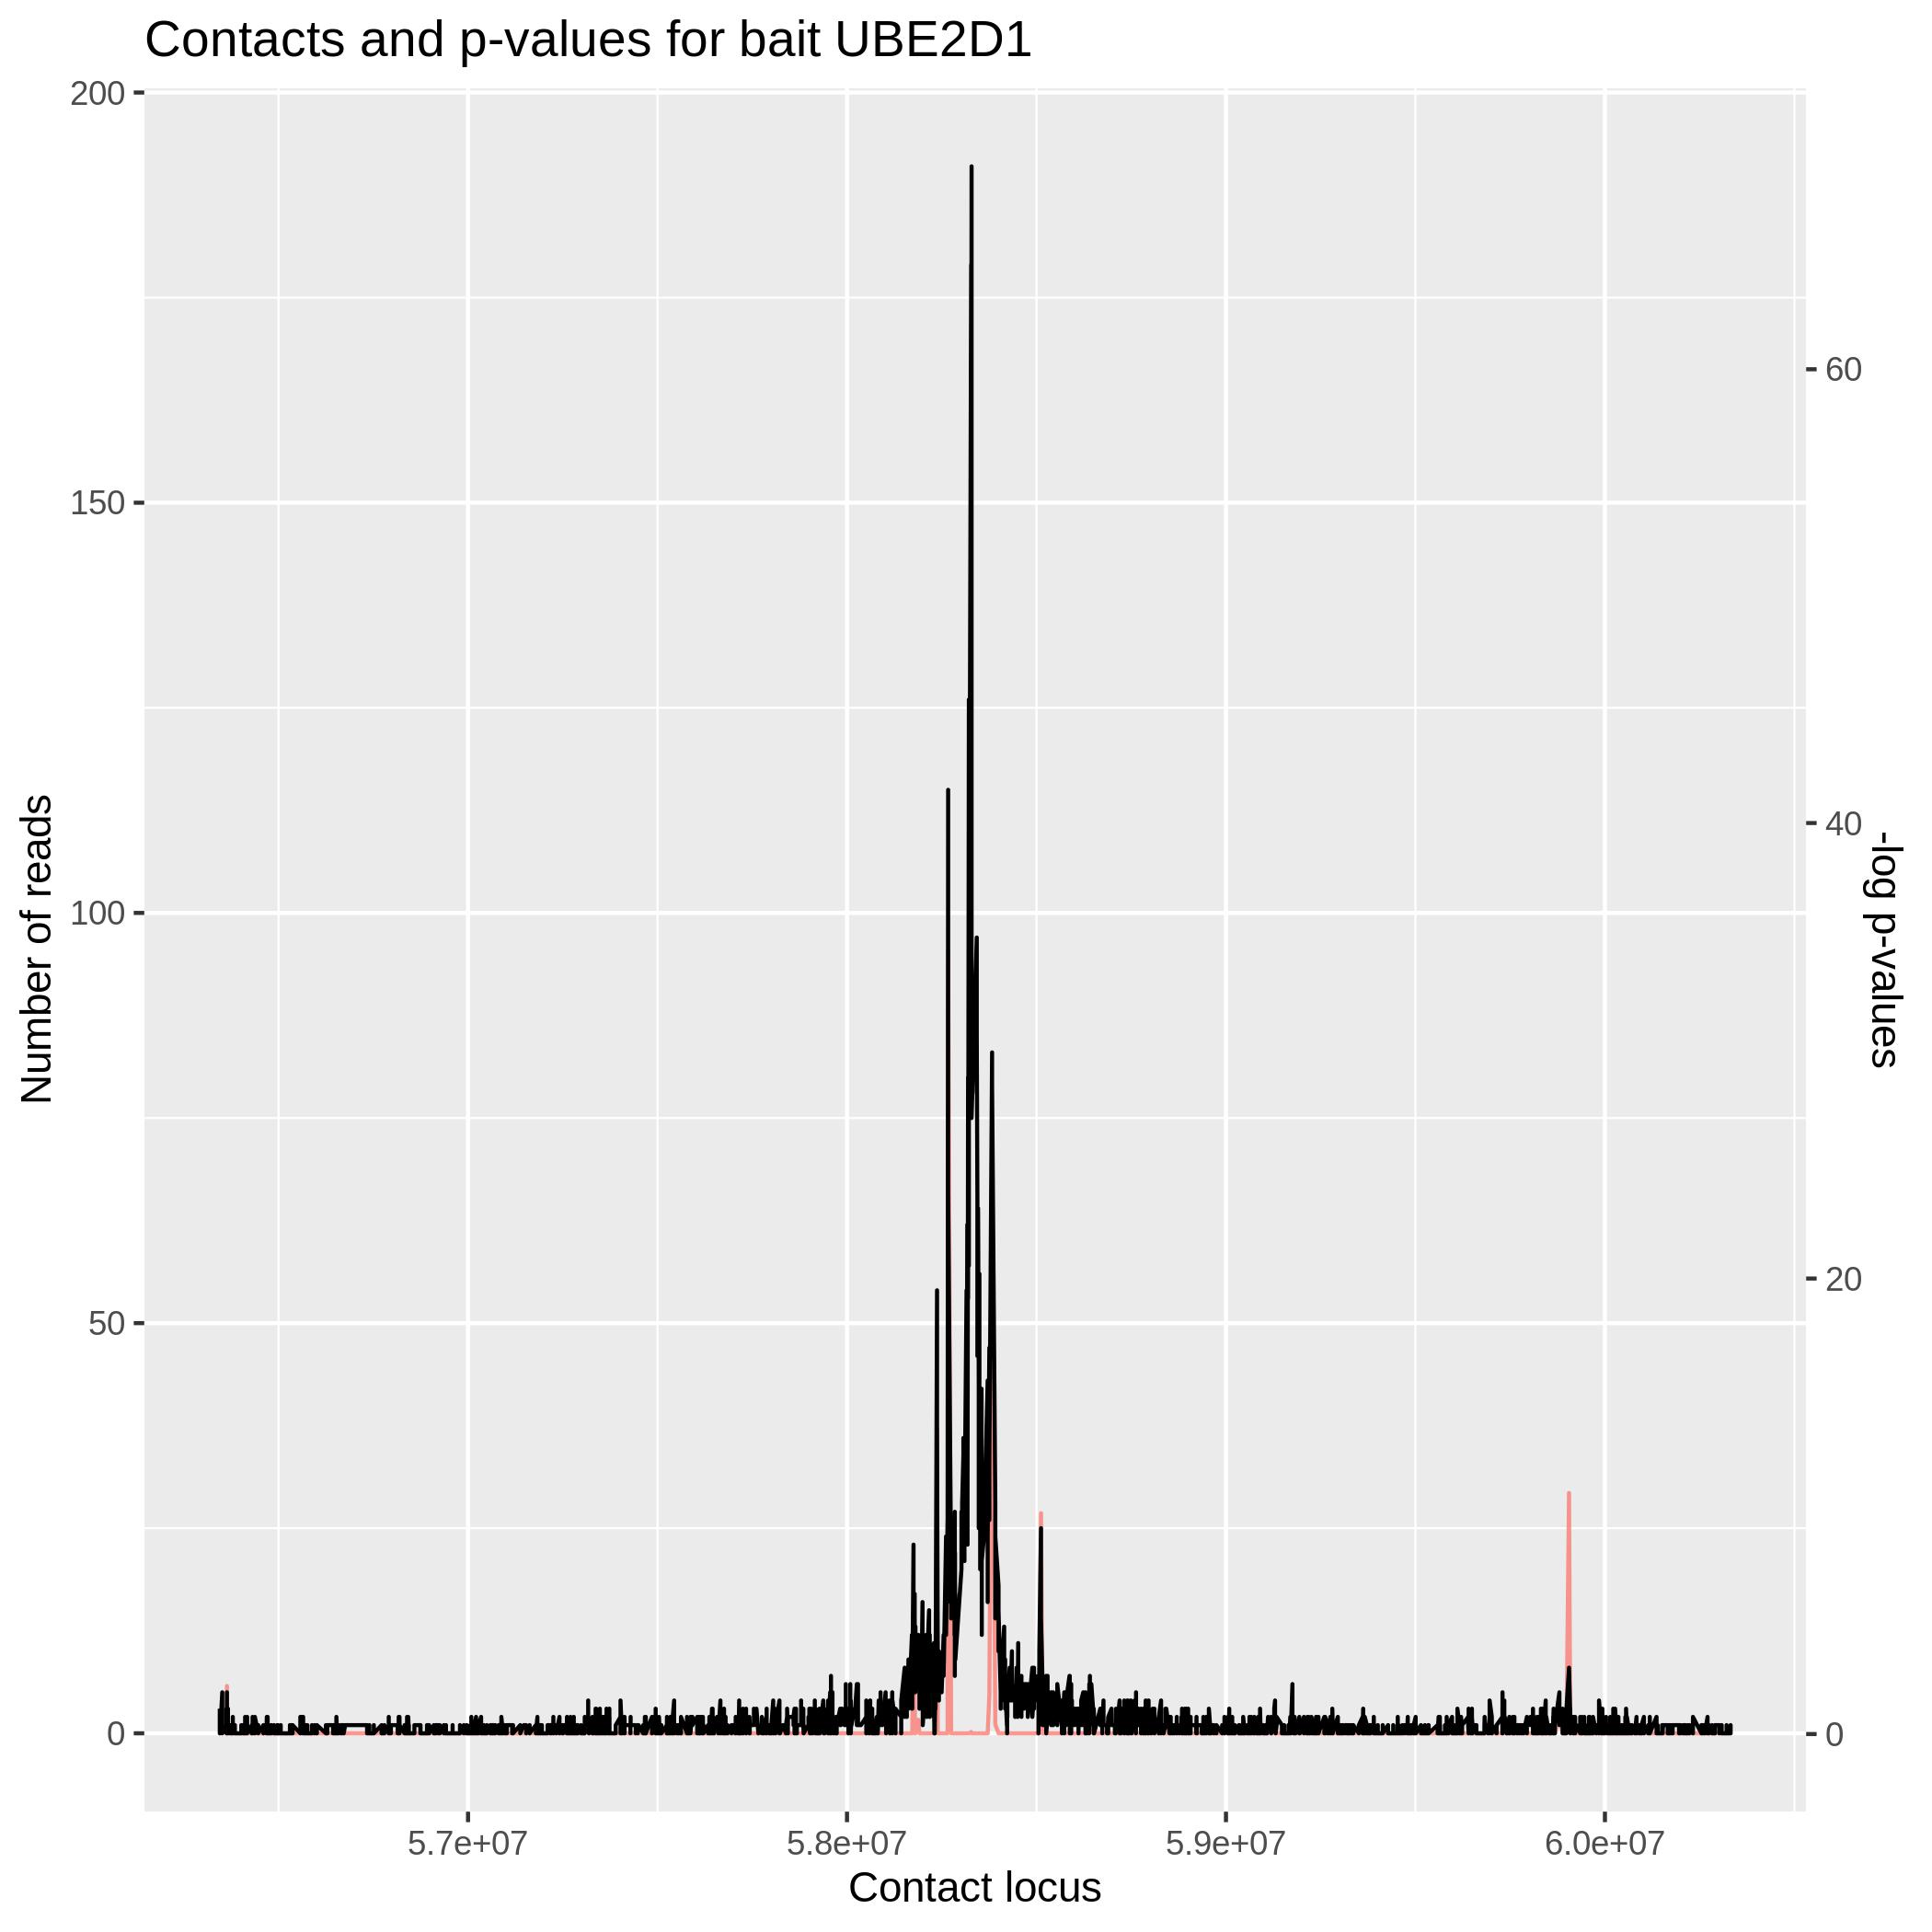 Contacts and p-values for bait UBE2D1
200
150
100
50
0
Number of reads
60
40
20
0
-log p-values
5.7e+07
5.8e+07
5.9e+07
6.0e+07
Contact locus